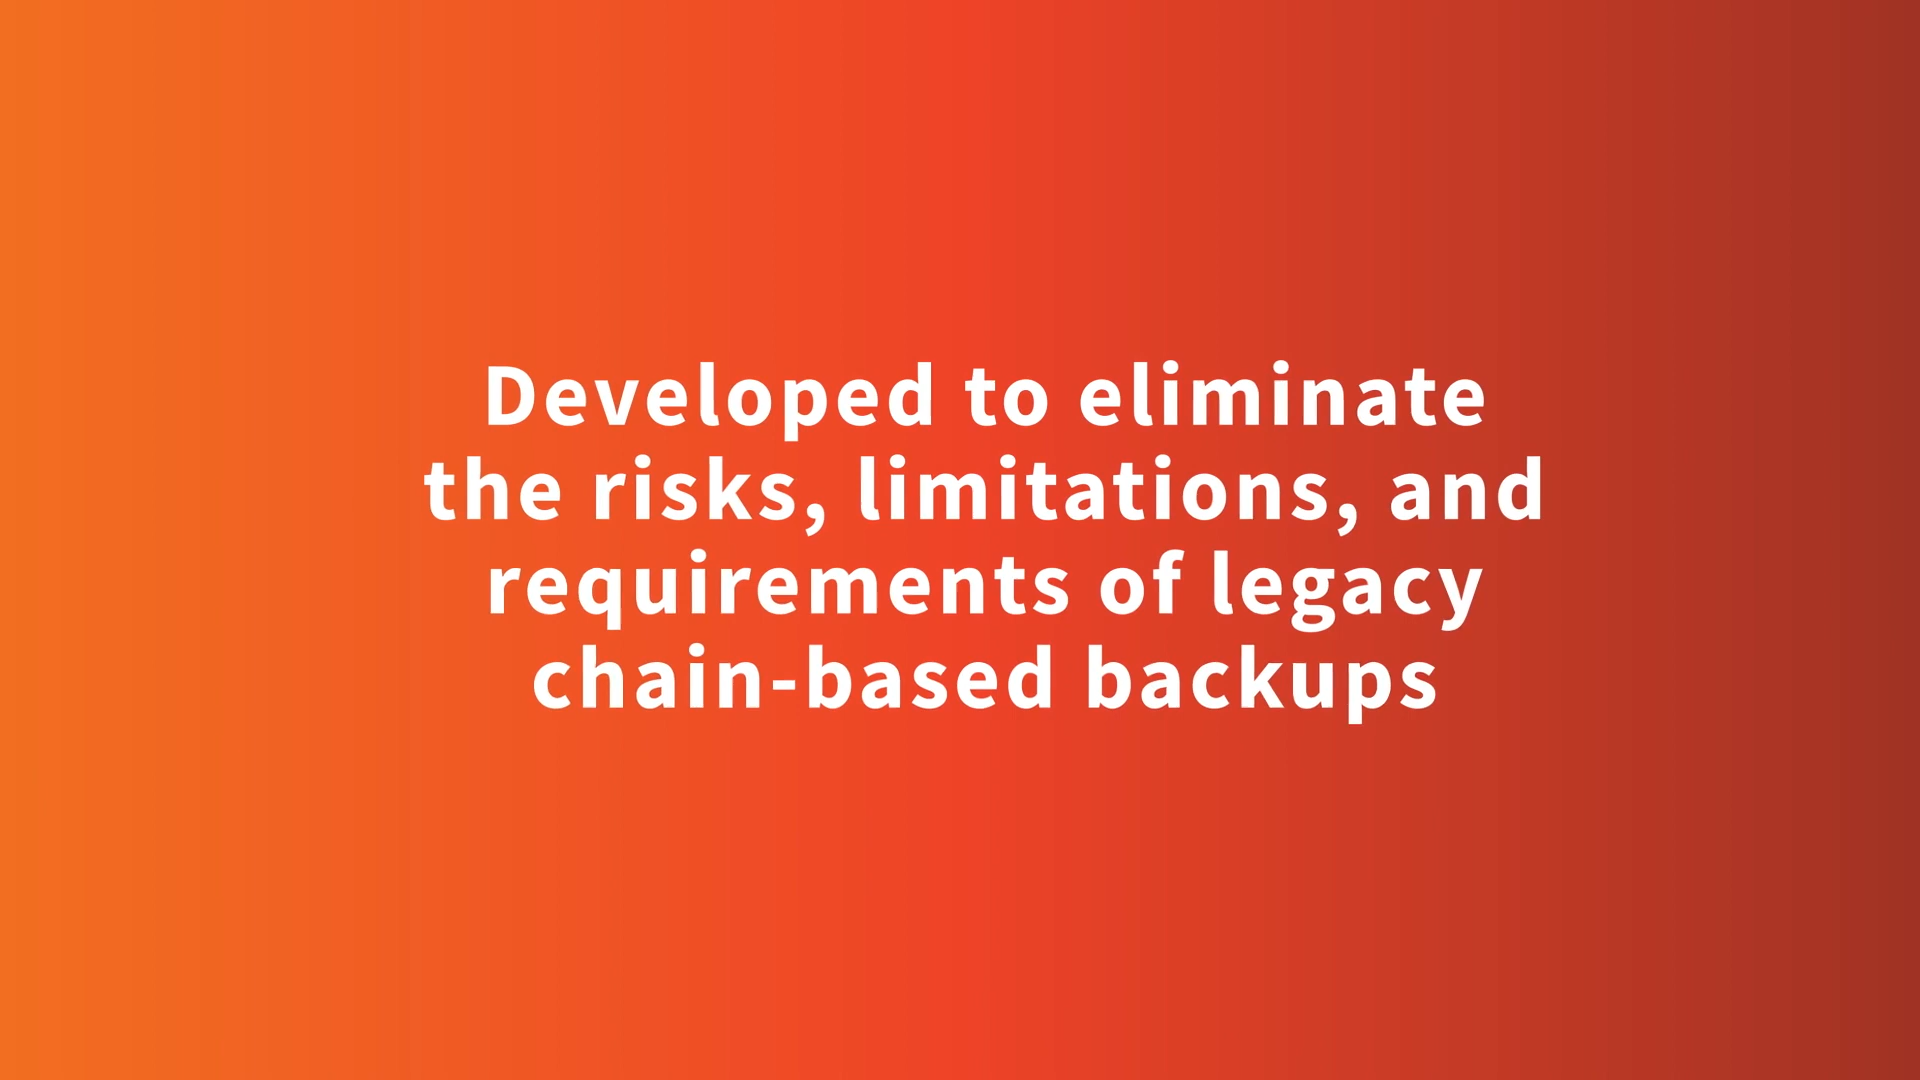 Developed to eliminate
the risks, limitations, and
requirements of legacy
chain-based backups